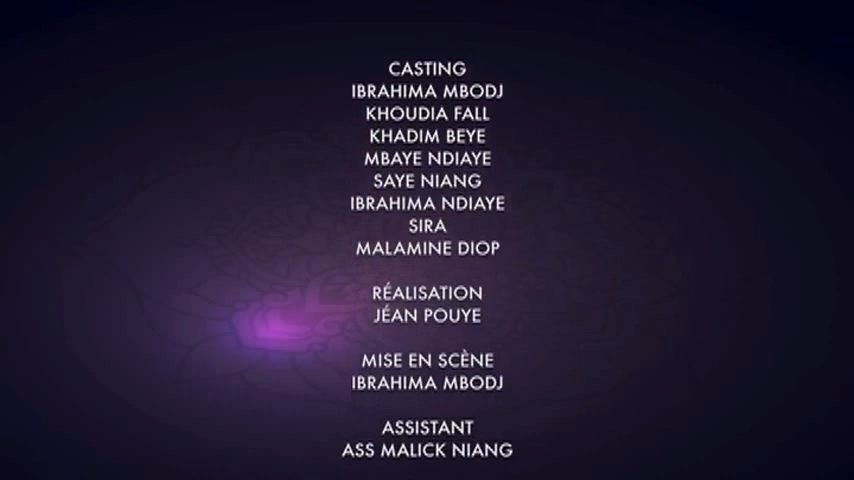 CASTING
IBRAHIMA MBODJ
KHOUDIA FALL
KHADIM BEYE
MBAYE NDIAYE
SAYE NIANG
IBRAHIMA NDIAYE
SIRA
MALAMINE DIOP
RÉALISATION
JÉAN POUYE
MISE EN SCÈNE
IBRAHIMA MBODJ
ASSISTANT
ASS MALICK NIANG